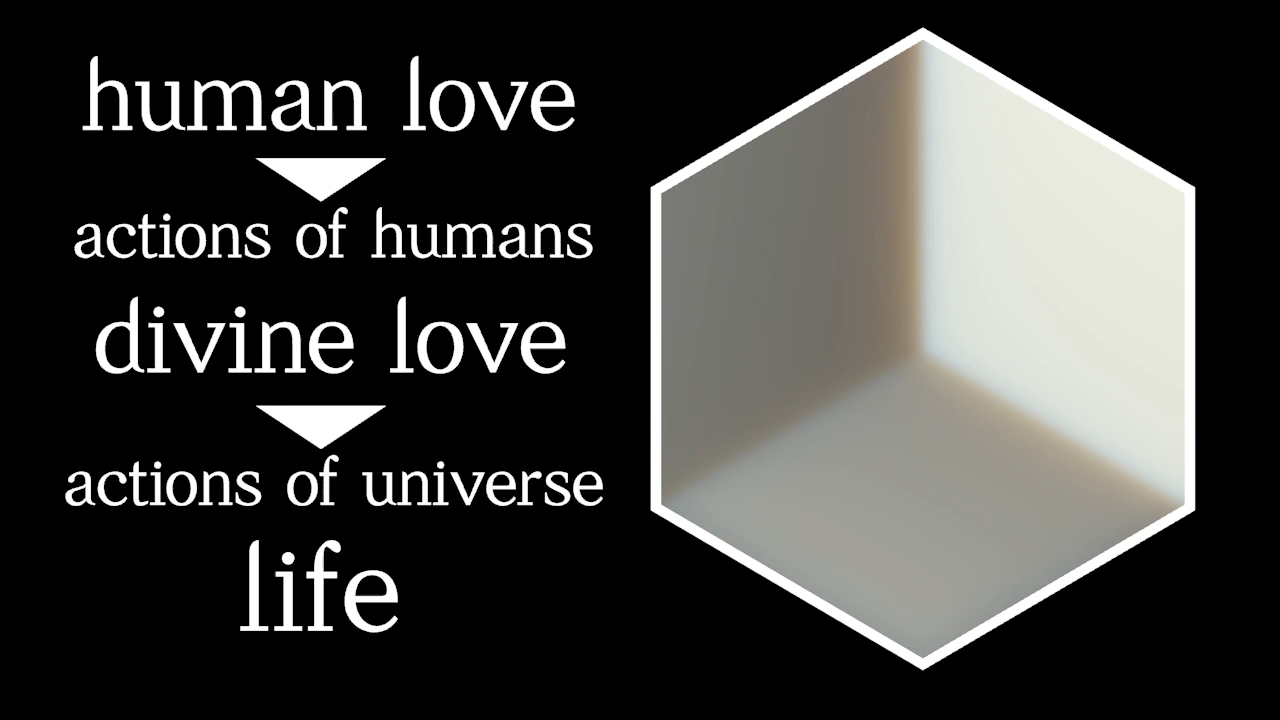 human love
actions of humans
divine love
actions of universe
life